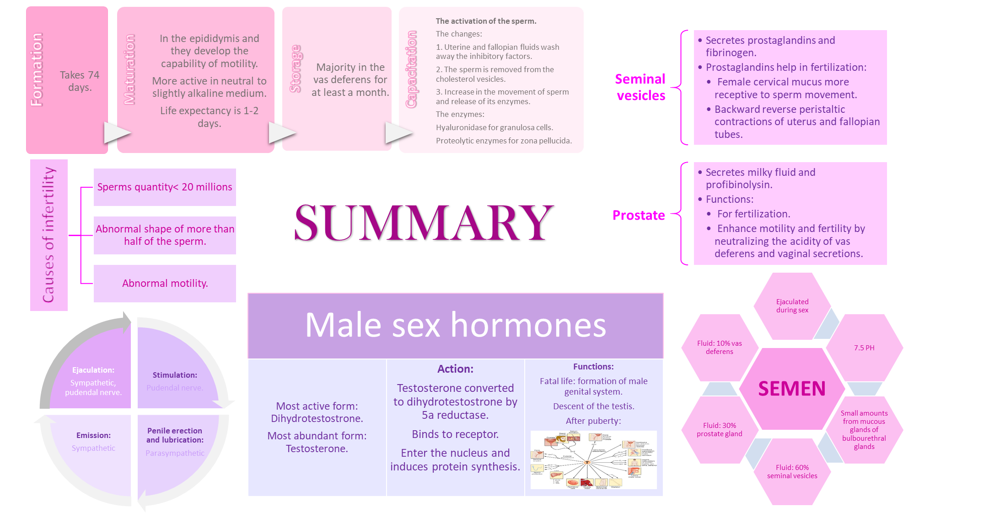 Formation
Takes 74
days.
Maturation
In the epididymis and
they develop the
capability of motility.
More active in neutral to
slightly alkaline medium.
Life expectancy is 1-2
days.
Storage
Majority in the
vas deferens for
at least a month.
Capacitation
The activation of the sperm.
The changes:
1. Uterine and fallopian fluids wash
away the inhibitory factors.
2. The sperm is removed from the
cholesterol vesicles.
3. Increase in the movement of sperm
and release of its enzymes.
The enzymes:
Hyaluronidase for granulosa cells.
Proteolytic enzymes for zona pellucida.
Seminal
vesicles
• Secretes prostaglandins and
fibrinogen.
• Prostaglandins help in fertilization:
• Female cervical mucus more
receptive to sperm movement.
• Backward reverse peristaltic
contractions of uterus and fallopian
tubes.
Causes of infertility
Sperms quantity< 20 millions
Abnormal shape of more than
half of the sperm.
Abnormal motility.
SUMMARY
Prostate
• Secretes milky fluid and
profibinolysin.
• Functions:
• For fertilization.
• Enhance motility and fertility by
neutralizing the acidity of vas
deferens and vaginal secretions.
Ejaculation:
Sympathetic,
pudendal nerve.
Stimulation:
Pudendal nerve.
Emission:
Sympathetic
Penile erection
and lubrication:
Parasympathetic
Male sex hormones
Most active form:
Dihydrotestostrone.
Most abundant form:
Testosterone.
Action:
Testosterone converted
to dihydrotestostrone by
5a reductase.
Binds to receptor.
Enter the nucleus and
induces protein synthesis.
Functions:
Fatal life: formation of male
genital system.
Descent of the testis.
After puberty:
T
Ejaculated
during sex
7.5 PH
Small amounts
from mucous
glands of
bulbourethral
glands
Fluid: 60%
seminal vesicles
Fluid: 30%
prostate gland
Fluid: 10% vas
deferens
SEMEN